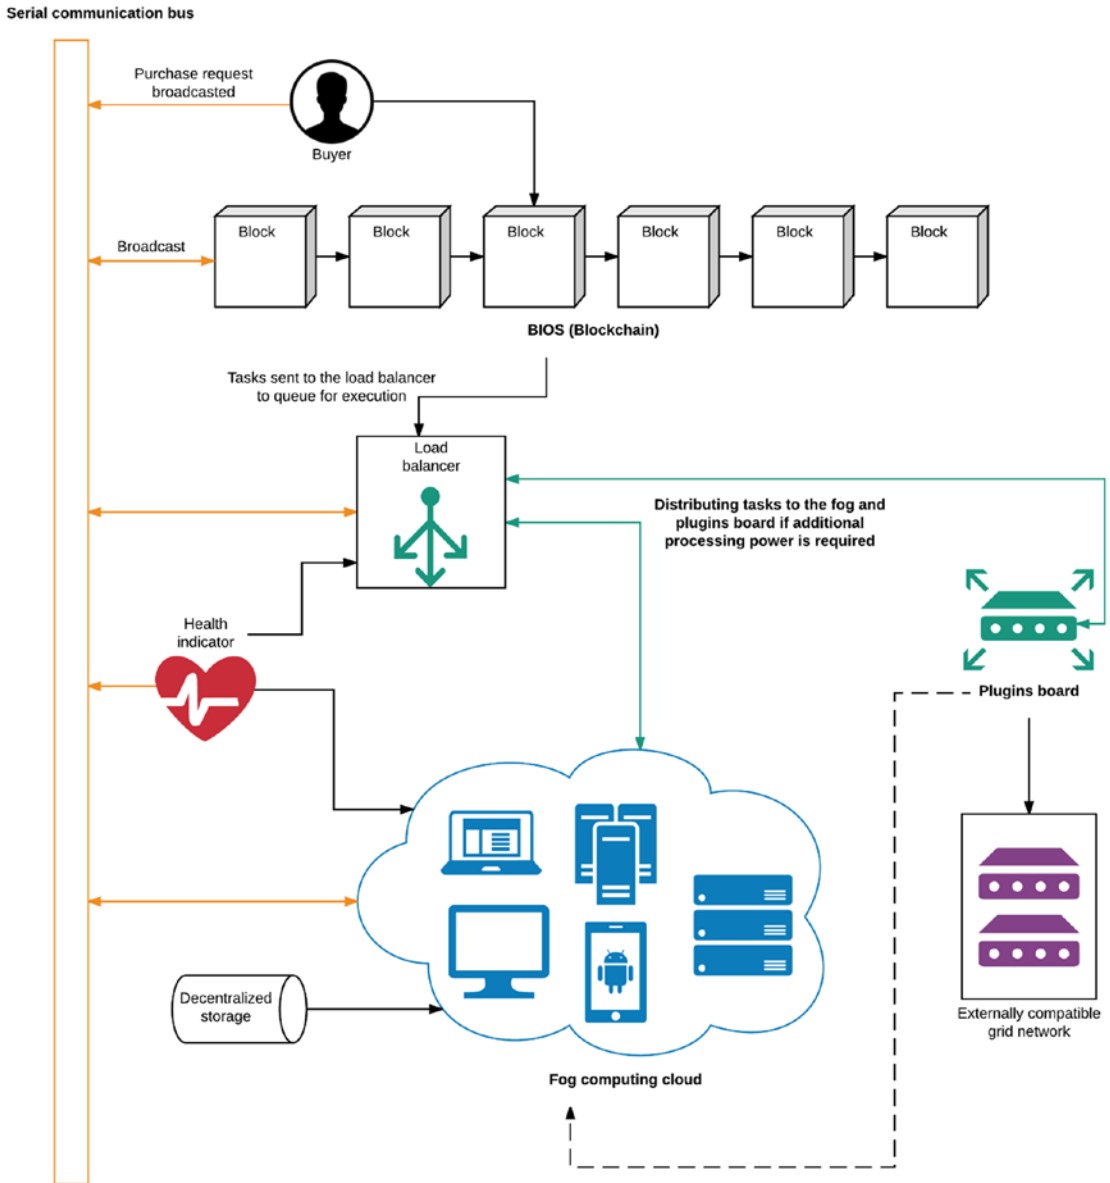 Serial communication bus
Purchase request
broadcasted
Buyer
Block
Block
Block
Block
Block
Block
Broadcast
BIOS (Blockchain)
Tasks sent to the load balancer
to queue for execution
Load
balancer
Distributing tasks to the fog and
plugins board if additional
processing power is required
Health
indicator
Plugins board
Decentralized
storage
Externally compatible
grid network
Fog computing cloud